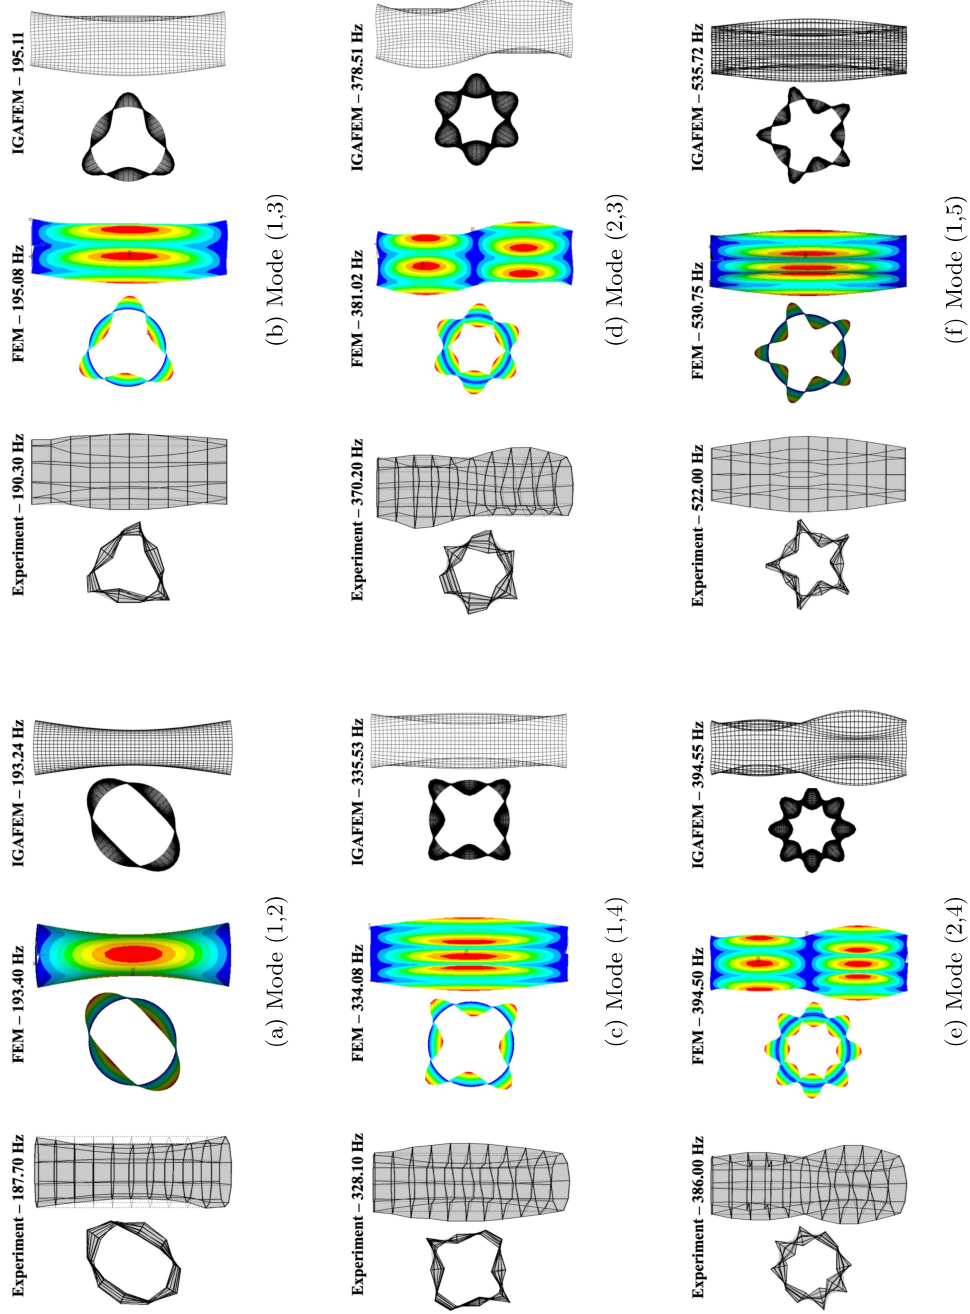 Experiment – 187.70 Hz
FEM – 193.40 Hz
IGAFEM – 193.24 Hz
(a) Mode (1,2)
Experiment – 190.30 Hz
FEM – 195.08 Hz
IGAFEM – 195.11
(b) Mode (1,3)
Experiment – 328.10 Hz
FEM – 334.08 Hz
IGAFEM – 335.53 Hz
(c) Mode (1,4)
Experiment – 370.20 Hz
FEM – 381.02 Hz
IGAFEM – 378.51 Hz
(d) Mode (2,3)
Experiment – 386.00 Hz
FEM – 394.50 Hz
IGAFEM – 394.55 Hz
(e) Mode (2,4)
Experiment – 522.00 Hz
FEM – 530.75 Hz
IGAFEM – 535.72 Hz
(f) Mode (1,5)